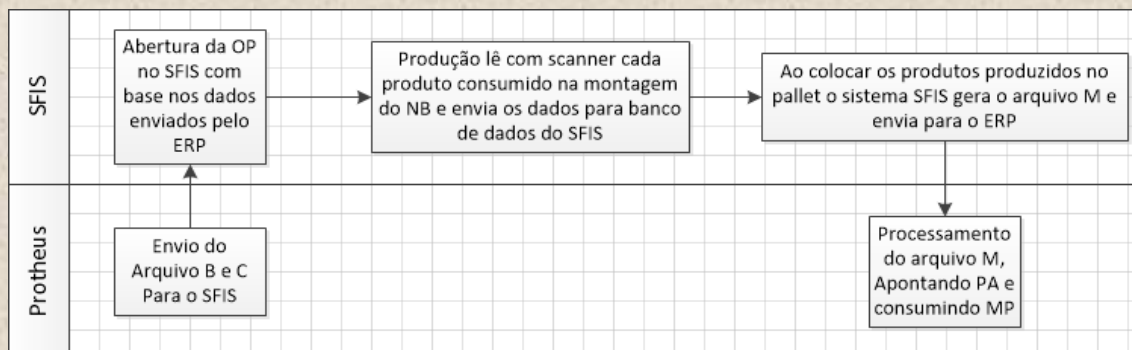 SFIS
Abertura da OP
no SFIS com
base nos dados
enviados pelo
ERP
Produção lê com scanner cada
produto consumido na montagem
do NB e envia os dados para banco
de dados do SFIS
Ao colocar os produtos produzidos no
pallet o sistema SFIS gera o arquivo M e
envia para o ERP
Protheus
Envio do
Arquivo B e C
Para o SFIS
Processamento
do arquivo M,
Apontando PA e
consumindo MP